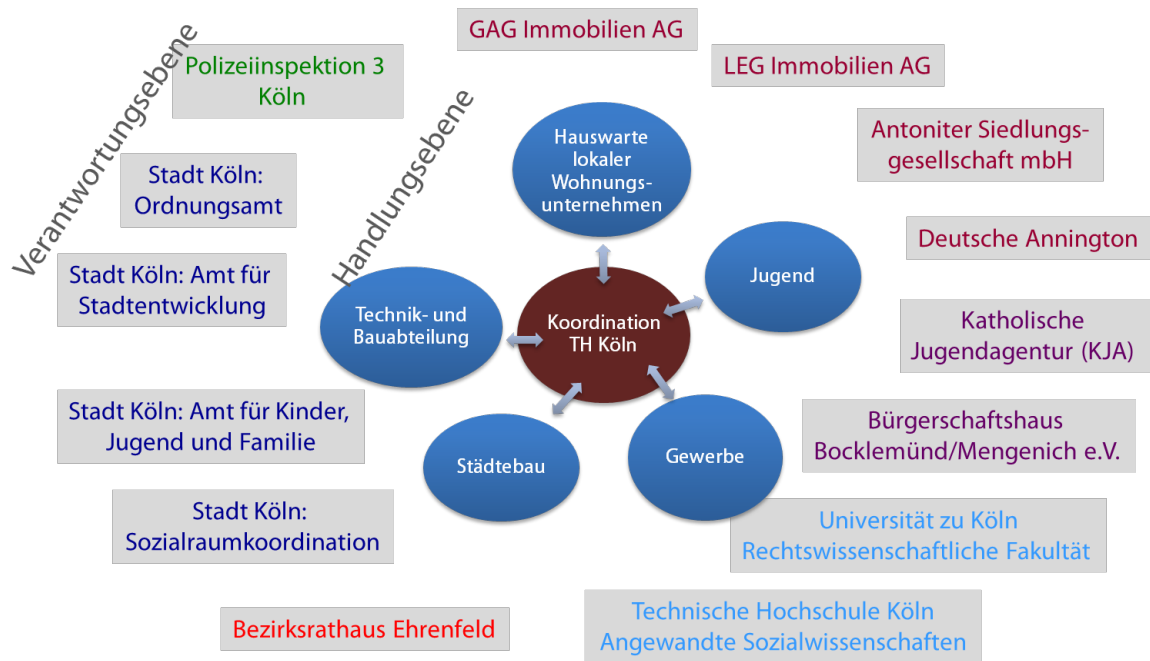 Verantwortungsebene
Handlungsebene
GAG Immobilien AG
LEG Immobilien AG
Antoniter Siedlungs-
gesellschaft mbH
Deutsche Annington
Katholische
Jugendagentur (KJA)
Bürgerschaftshaus
Bocklemünd/Mengenich e.V.
Universität zu Köln
Rechtswissenschaftliche Fakultät
Technische Hochschule Köln
Angewandte Sozialwissenschaften
Bezirksrathaus Ehrenfeld
Stadt Köln:
Sozialraumkoordination
Stadt Köln: Amt für Kinder,
Jugend und Familie
Stadt Köln: Amt für
Stadtentwicklung
Stadt Köln:
Ordnungsamt
Polizeiinspektion 3
Köln
Hauswarte
lokaler
Wohnungs-
unternehmen
Jugend
Gewerbe
Städtebau
Technik- und
Bauabteilung
Koordination
TH Köln